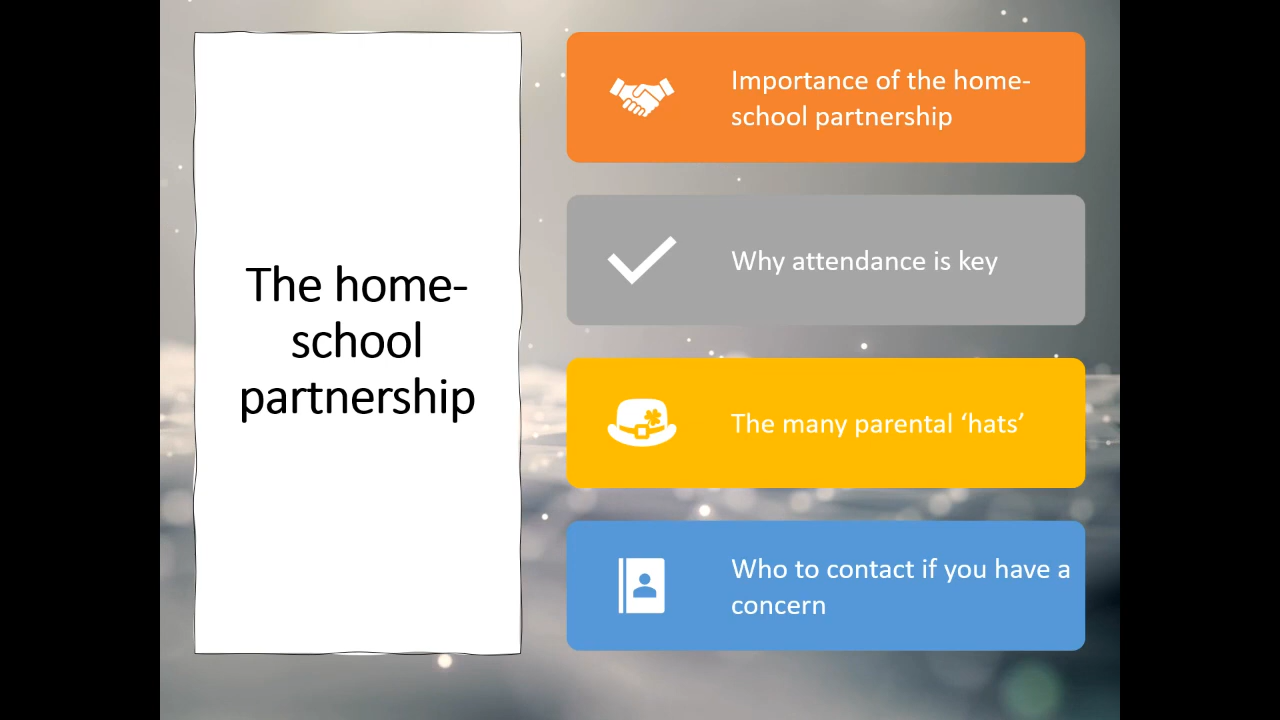 The home-
school
partnership
Importance of the home-
school partnership
Why attendance is key
The many parental ‘hats’
Who to contact if you have a
concern